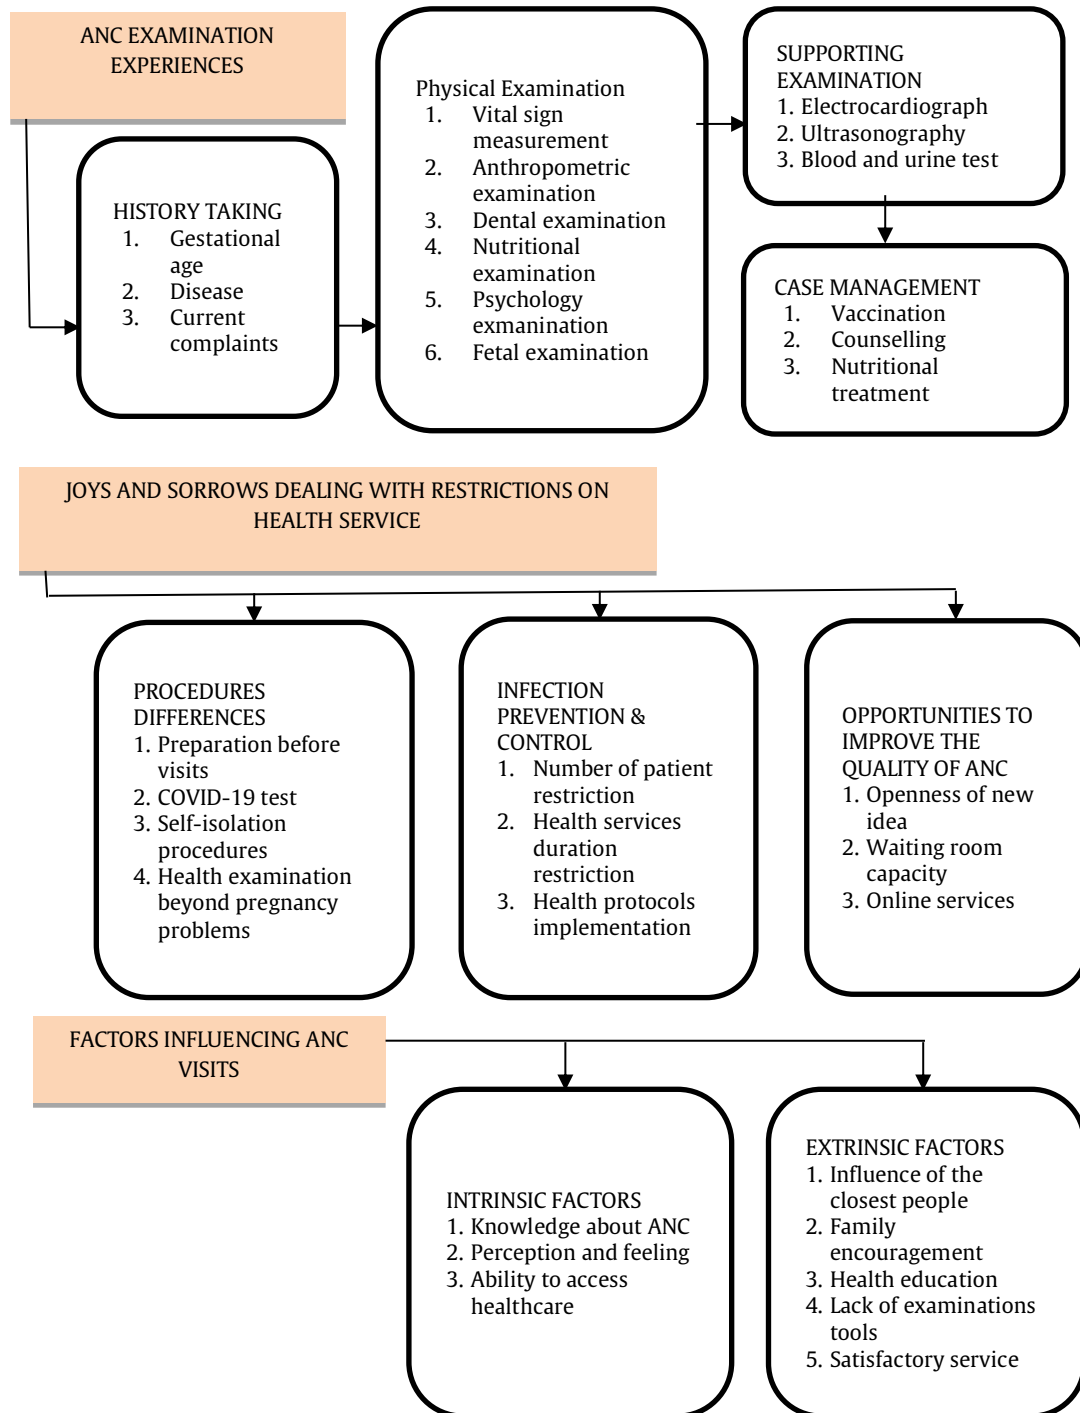 ANC EXAMINATION
EXPERIENCES
HISTORY TAKING
1. Gestational
age
2. Disease
3. Current
complaints
Physical Examination
1. Vital sign
measurement
2. Anthropometric
examination
3. Dental examination
4. Nutritional
examination
5. Psychology
exmanination
6. Fetal examination
SUPPORTING
EXAMINATION
1. Electrocardiograph
2. Ultrasonography
3. Blood and urine test
CASE MANAGEMENT
1. Vaccination
2. Counselling
3. Nutritional
treatment
JOYS AND SORROWS DEALING WITH RESTRICTIONS ON
HEALTH SERVICE
PROCEDURES
DIFFERENCES
1. Preparation before
visits
2. COVID-19 test
3. Self-isolation
procedures
4. Health examination
beyond pregnancy
problems
INFECTION
PREVENTION &
CONTROL
1. Number of patient
restriction
2. Health services
duration
restriction
3. Health protocols
implementation
OPPORTUNITIES TO
IMPROVE THE
QUALITY OF ANC
1. Openness of new
idea
2. Waiting room
capacity
3. Online services
FACTORS INFLUENCING ANC
VISITS
INTRINSIC FACTORS
1. Knowledge about ANC
2. Perception and feeling
3. Ability to access
healthcare
EXTRINSIC FACTORS
1. Influence of the
closest people
2. Family
encouragement
3. Health education
4. Lack of examinations
tools
5. Satisfactory service